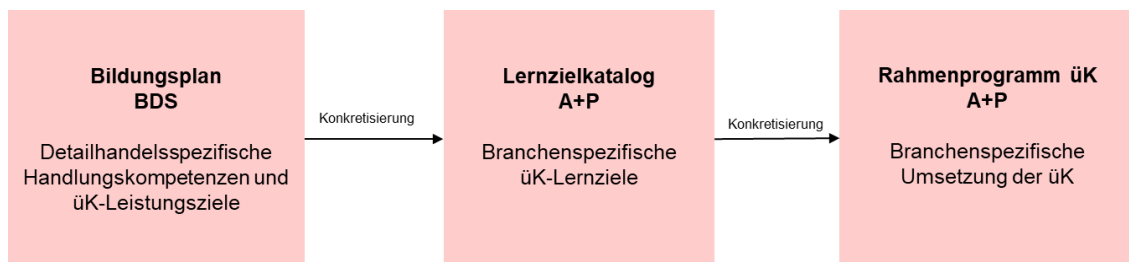 Bildungsplan
BDS
Detailhandelsspezifische
Handlungskompetenzen und
üK-Leistungsziele
Konkretisierung
Lernzielkatalog
A+P
Branchenspezifische
üK-Lernziele
Konkretisierung
Rahmenprogramm üK
A+P
Branchenspezifische
Umsetzung der üK